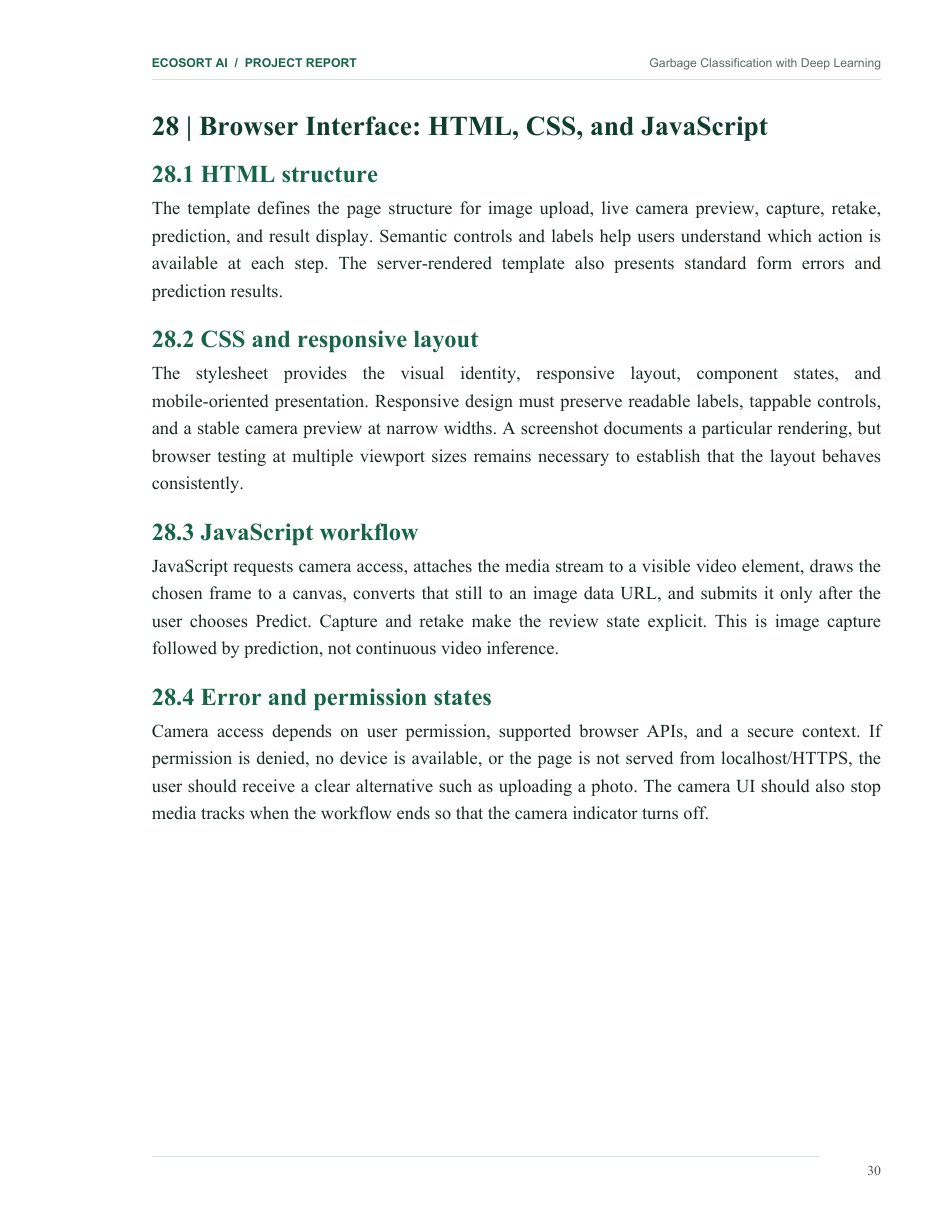 ECOSORT AI / PROJECT REPORT
Garbage Classification with Deep Learning
28 | Browser Interface: HTML, CSS, and JavaScript
28.1 HTML structure
The template defines the page structure for image upload, live camera preview, capture, retake,
prediction, and result display. Semantic controls and labels help users understand which action is
available at each step. The server-rendered template also presents standard form errors and
prediction results.
28.2 CSS and responsive layout
The stylesheet provides the visual identity, responsive layout, component states, and
mobile-oriented presentation. Responsive design must preserve readable labels, tappable controls,
and a stable camera preview at narrow widths. A screenshot documents a particular rendering, but
browser testing at multiple viewport sizes remains necessary to establish that the layout behaves
consistently.
28.3 JavaScript workflow
JavaScript requests camera access, attaches the media stream to a visible video element, draws the
chosen frame to a canvas, converts that still to an image data URL, and submits it only after the
user chooses Predict. Capture and retake make the review state explicit. This is image capture
followed by prediction, not continuous video inference.
28.4 Error and permission states
Camera access depends on user permission, supported browser APIs, and a secure context. If
permission is denied, no device is available, or the page is not served from localhost/HTTPS, the
user should receive a clear alternative such as uploading a photo. The camera UI should also stop
media tracks when the workflow ends so that the camera indicator turns off.
30